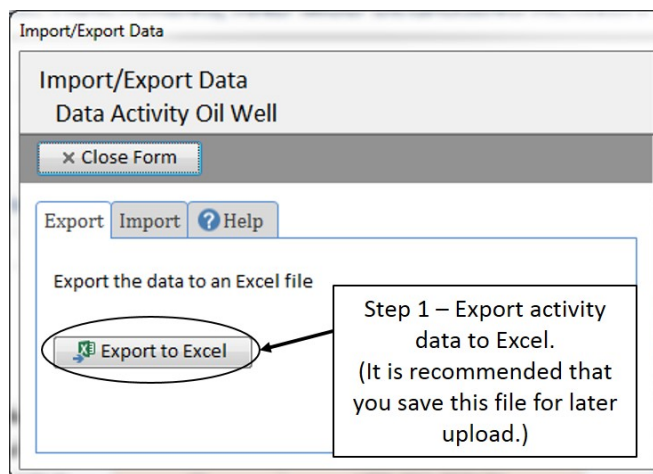 Import/Export Data
Import/Export Data
Data Activity Oil Well
× Close Form
Export Import ? Help
Export the data to an Excel file
Export to Excel
Step 1 – Export activity
data to Excel.
(It is recommended that
you save this file for later
upload.)